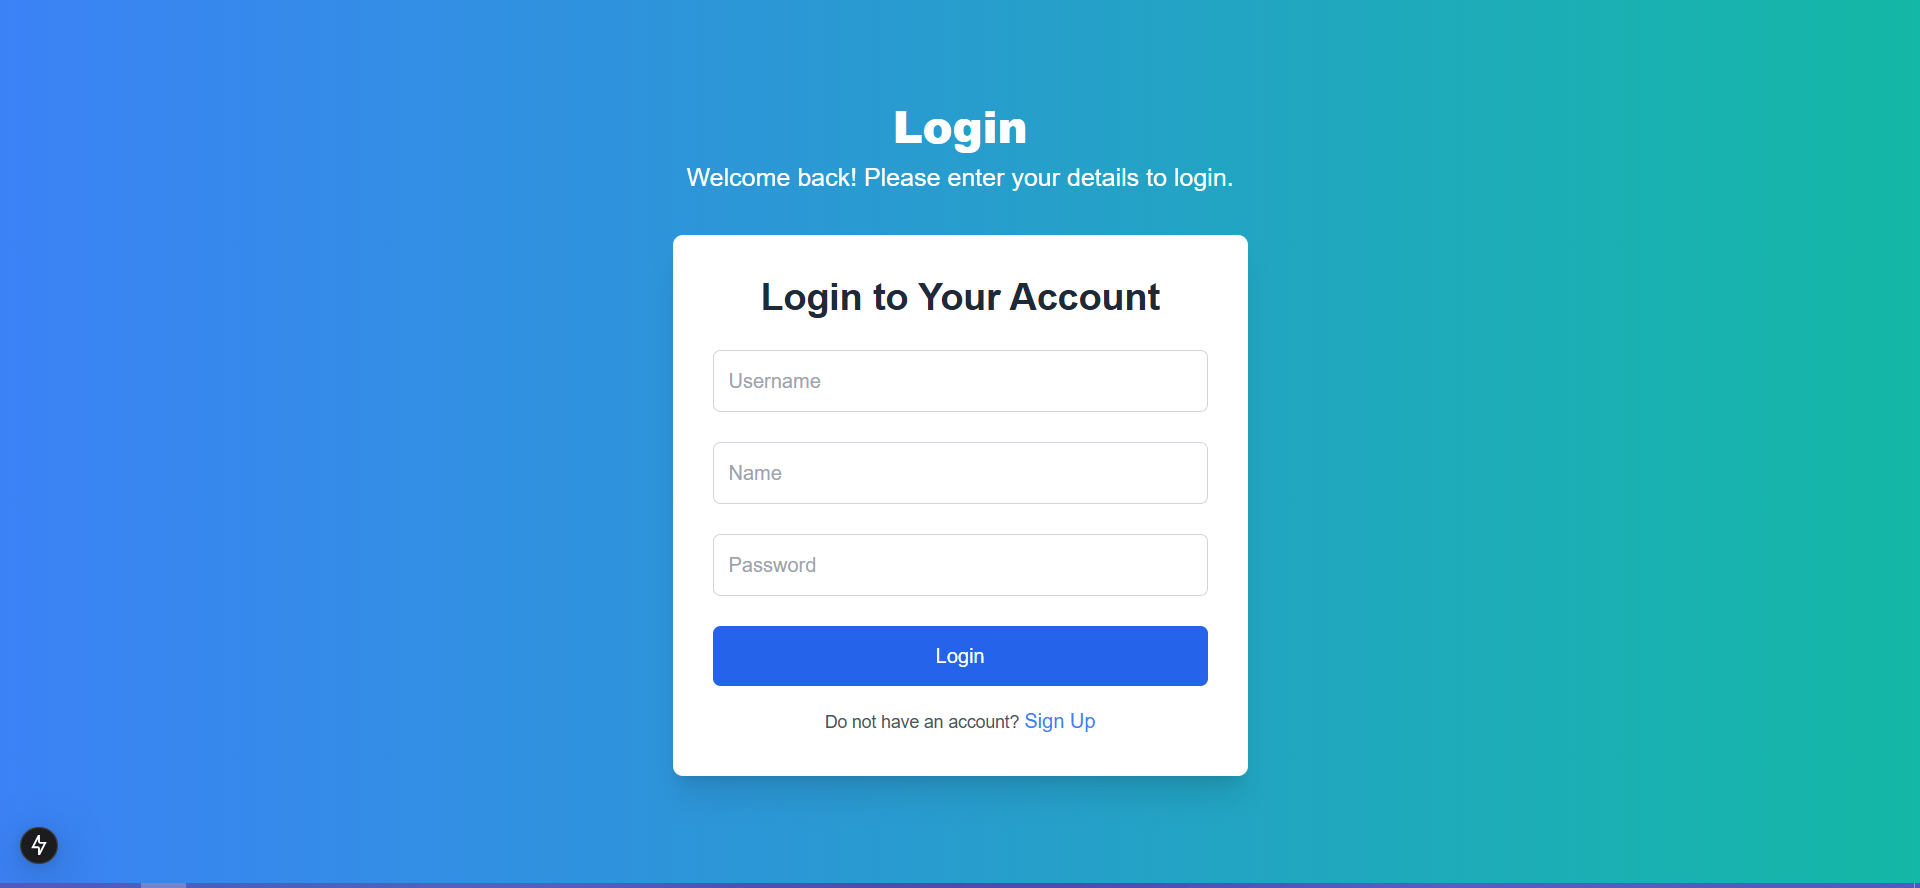 Login
Welcome back! Please enter your details to login.
Login to Your Account
Username
Name
Password
Login
Do not have an account? Sign Up